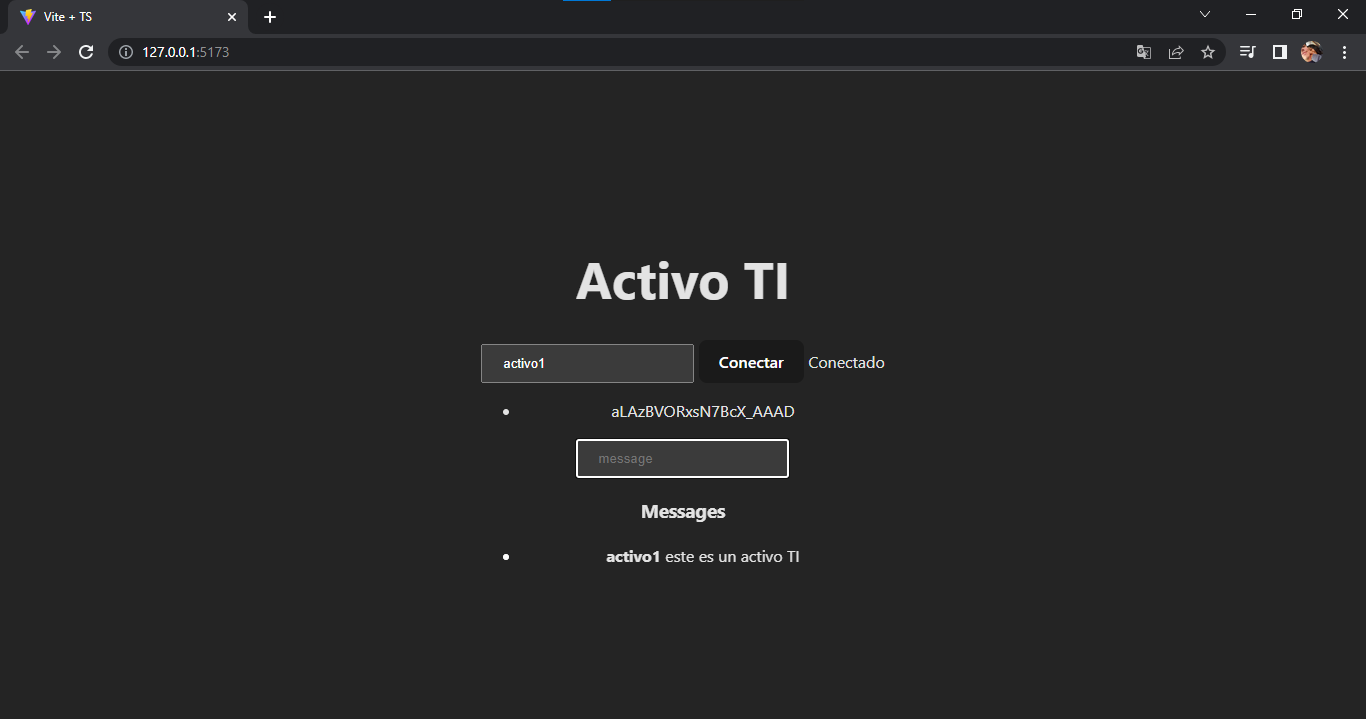 Vite + TS
127.0.0.1:5173
Activo TI
activo1 Conectar Conectado
aLAzBVORxsN7BcX_AAAD
message
Messages
activo1 este es un activo TI